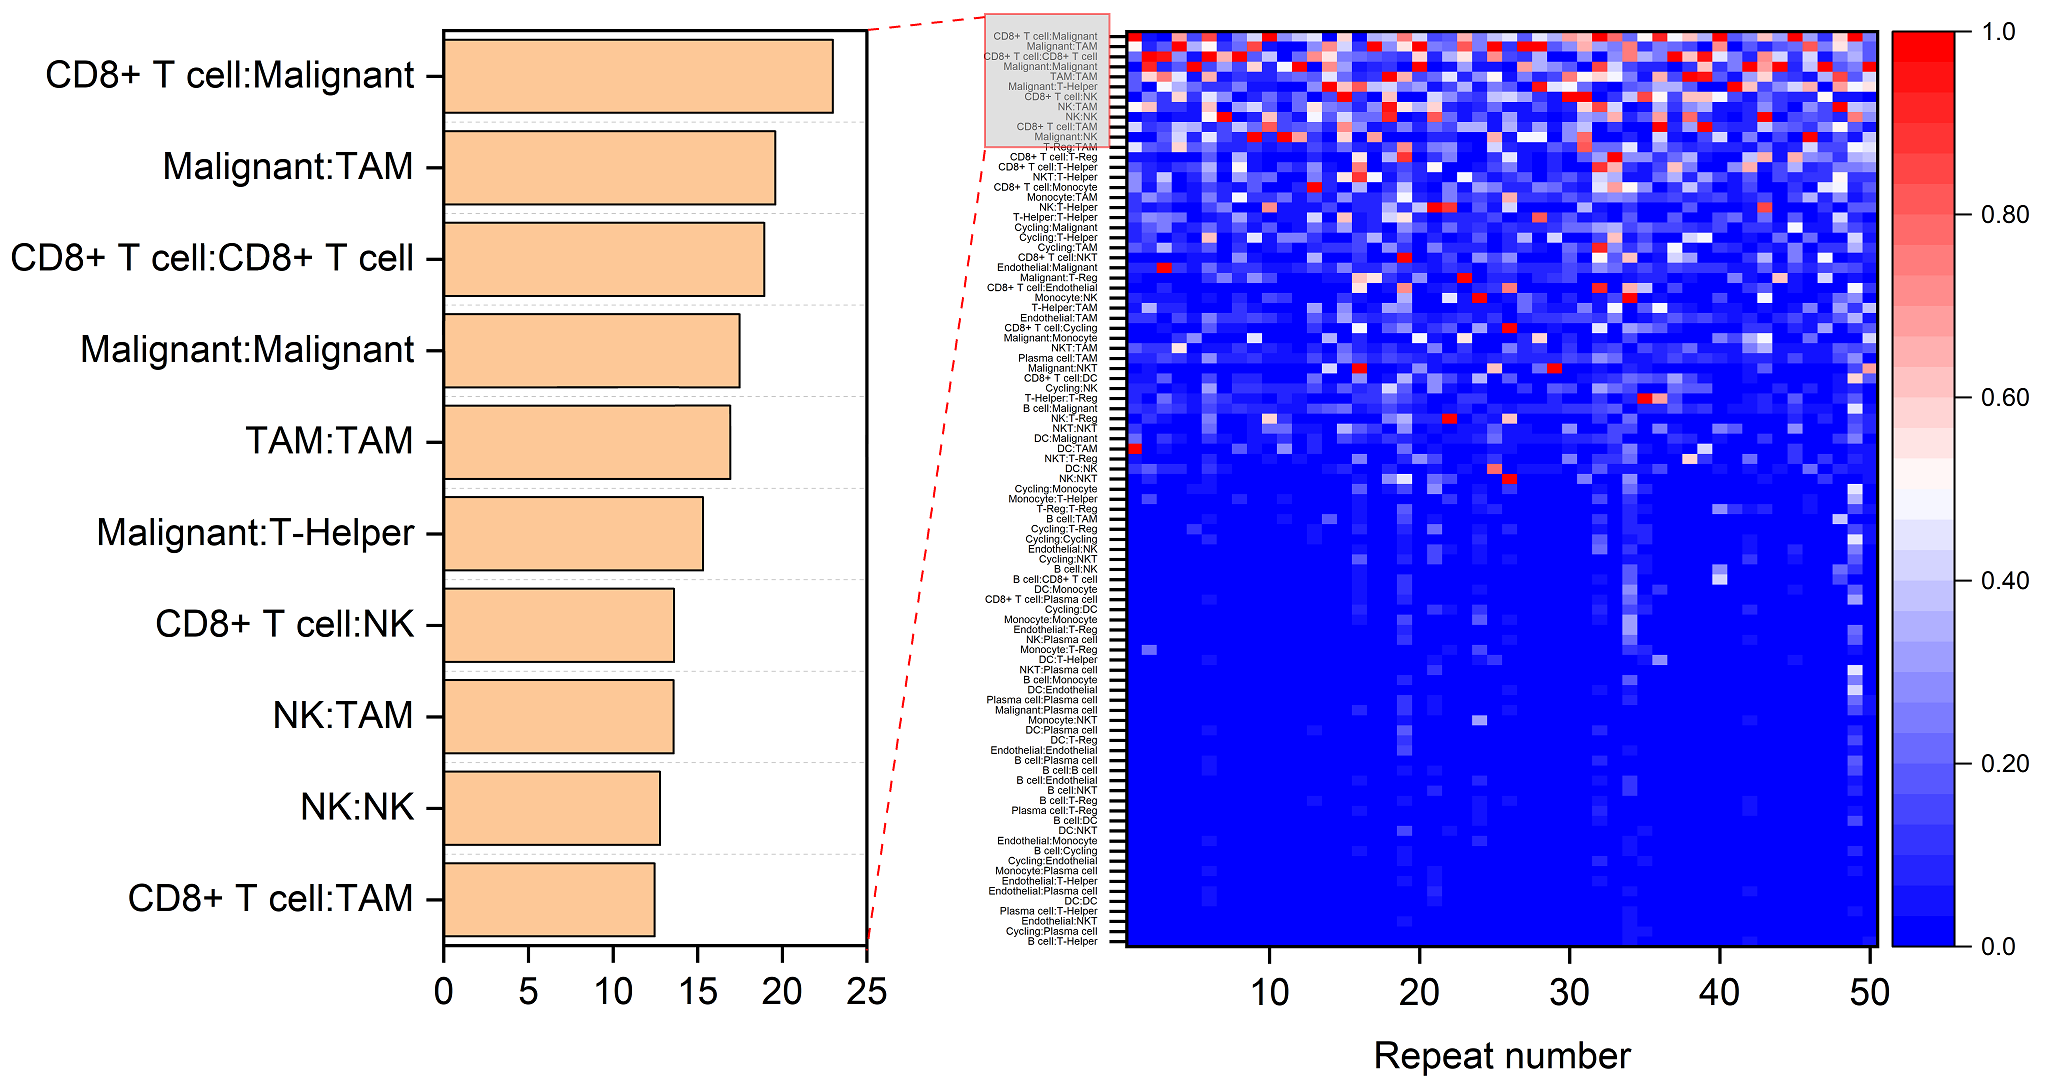 CD8+ T cell:Malignant
Malignant:TAM
CD8+ T cell:CD8+ T cell
Malignant:Malignant
TAM:TAM
Malignant:T-Helper
CD8+ T cell:NK
NK:TAM
NK:NK
CD8+ T cell:TAM
0 5 10 15 20 25
CD8+ T cell:Malignant
Malignant:TAM
CD8+ T cell:CD8+ T cell
Malignant:Malignant
TAM:TAM
Malignant:T-Helper
CD8+ T cell:NK
NK:TAM
NK:NK
CD8+ T cell:TAM
Malignant:NK
T-Reg:TAM
CD8+ T cell:T-Reg
CD8+ T cell:T-Helper
NKT:T-Helper
CD8+ T cell:Monocyte
Monocyte:TAM
NK:T-Helper
T-Helper:T-Helper
Cycling:Malignant
Cycling:T-Helper
Cycling:TAM
CD8+ T cell:NKT
Endothelial:Malignant
Malignant:T-Reg
CD8+ T cell:Endothelial
Monocyte:NK
T-Helper:TAM
Endothelial:TAM
CD8+ T cell:Cycling
Malignant:Monocyte
NKT:TAM
Plasma cell:TAM
Malignant:NKT
CD8+ T cell:DC
Cycling:NK
T-Helper:T-Reg
B cell:Malignant
NK:T-Reg
NKT:NKT
DC:Malignant
DC:TAM
NKT:T-Reg
DC:NK
NK:NKT
Cycling:Monocyte
Monocyte:T-Helper
T-Reg:T-Reg
B cell:TAM
Cycling:T-Reg
Cycling:Cycling
Endothelial:NK
Cycling:NKT
B cell:NK
B cell:CD8+ T cell
DC:Monocyte
CD8+ T cell:Plasma cell
Cycling:DC
Monocyte:Monocyte
Endothelial:T-Reg
NK:Plasma cell
Monocyte:T-Reg
DC:T-Helper
NKT:Plasma cell
B cell:Monocyte
DC:Endothelial
Plasma cell:Plasma cell
Malignant:Plasma cell
Monocyte:NKT
DC:Plasma cell
DC:T-Reg
Endothelial:Endothelial
B cell:Plasma cell
B cell:B cell
B cell:Endothelial
B cell:NKT
B cell:T-Reg
Plasma cell:T-Reg
B cell:DC
DC:NKT
Endothelial:Monocyte
B cell:Cycling
Cycling:Endothelial
Monocyte:Plasma cell
Endothelial:T-Helper
Endothelial:Plasma cell
DC:DC
Plasma cell:T-Helper
Endothelial:NKT
Cycling:Plasma cell
B cell:T-Helper
10 20 30 40 50
Repeat number
1.0
0.80
0.60
0.40
0.20
0.0